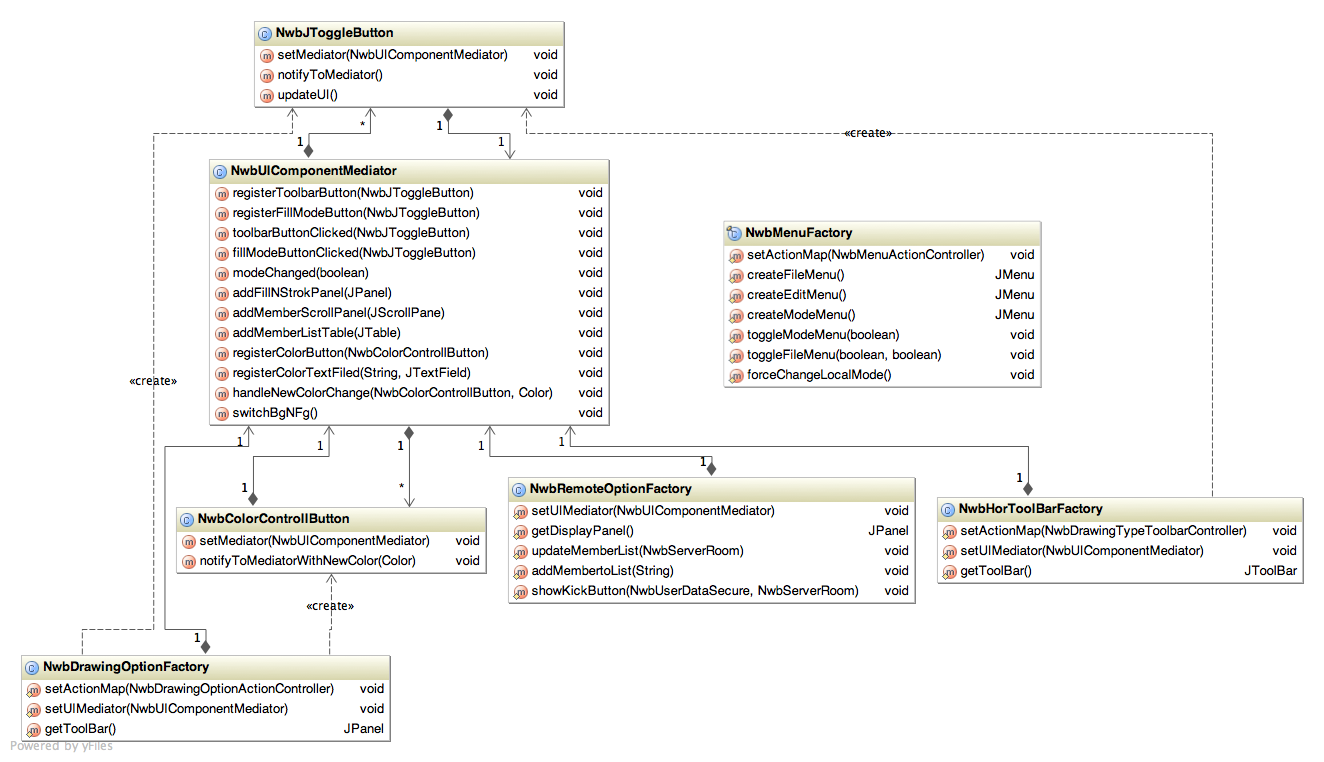 NwbJToggleButton
setMediator(NwbUIComponentMediator) void
notifyToMediator() void
updateUI() void
* 1
1 1
«create»
NwbUIComponentMediator
registerToolbarButton(NwbJToggleButton) void
registerFillModeButton(NwbJToggleButton) void
toolbarButtonClicked(NwbJToggleButton) void
fillModeButtonClicked(NwbJToggleButton) void
modeChanged(boolean) void
addFillNStrokPanel(JPanel) void
addMemberScrollPanel(JScrollPane) void
addMemberListTable(JTable) void
registerColorButton(NwbColorControllButton) void
registerColorTextFiled(String, JTextField) void
handleNewColorChange(NwbColorControllButton, Color) void
switchBgNFg() void
NwbMenuFactory
setActionMap(NwbMenuActionController) void
createFileMenu() JMenu
createEditMenu() JMenu
createModeMenu() JMenu
toggleModeMenu(boolean) void
toggleFileMenu(boolean, boolean) void
forceChangeLocalMode() void
«create»
1 1 1 1 1
1 * 1 1
NwbColorControllButton
setMediator(NwbUIComponentMediator) void
notifyToMediatorWithNewColor(Color) void
NwbRemoteOptionFactory
setUIMediator(NwbUIComponentMediator) void
getDisplayPanel() JPanel
updateMemberList(NwbServerRoom) void
addMembertoList(String) void
showKickButton(NwbUserDataSecure, NwbServerRoom) void
NwbHorToolBarFactory
setActionMap(NwbDrawingTypeToolbarController) void
setUIMediator(NwbUIComponentMediator) void
getToolBar() JToolBar
«create»
1
NwbDrawingOptionFactory
setActionMap(NwbDrawingOptionActionController) void
setUIMediator(NwbUIComponentMediator) void
getToolBar() JPanel
Powered by yFiles